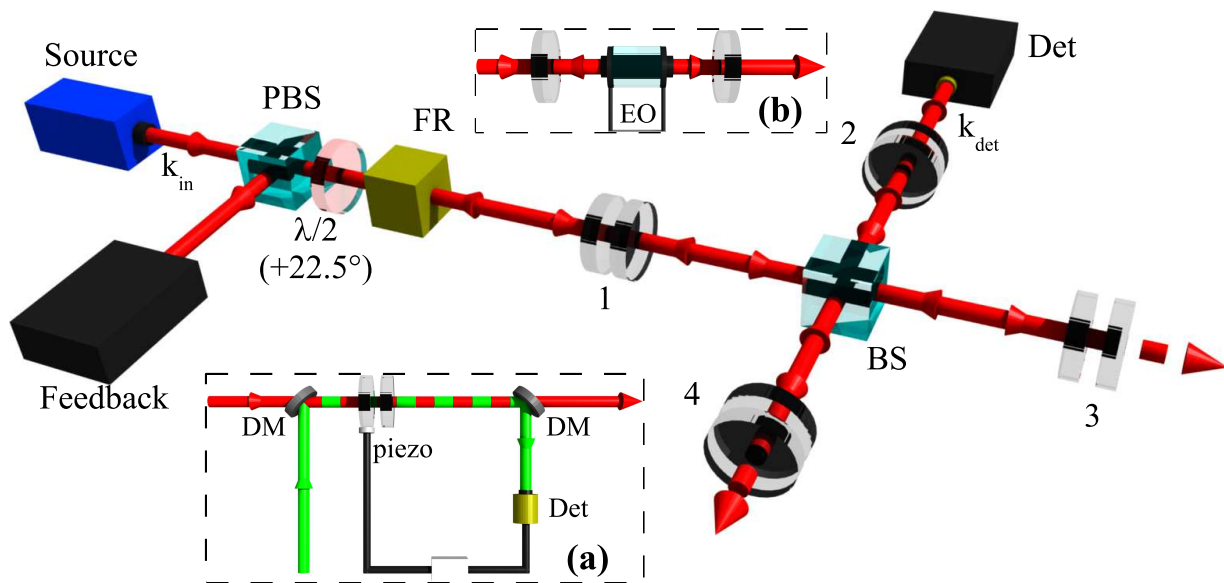 Source
PBS
FR
k_in
λ/2
(+22.5°)
Feedback
1
EO
(b)
Det
2
k_det
BS
3
4
DM
piezo
DM
Det
(a)